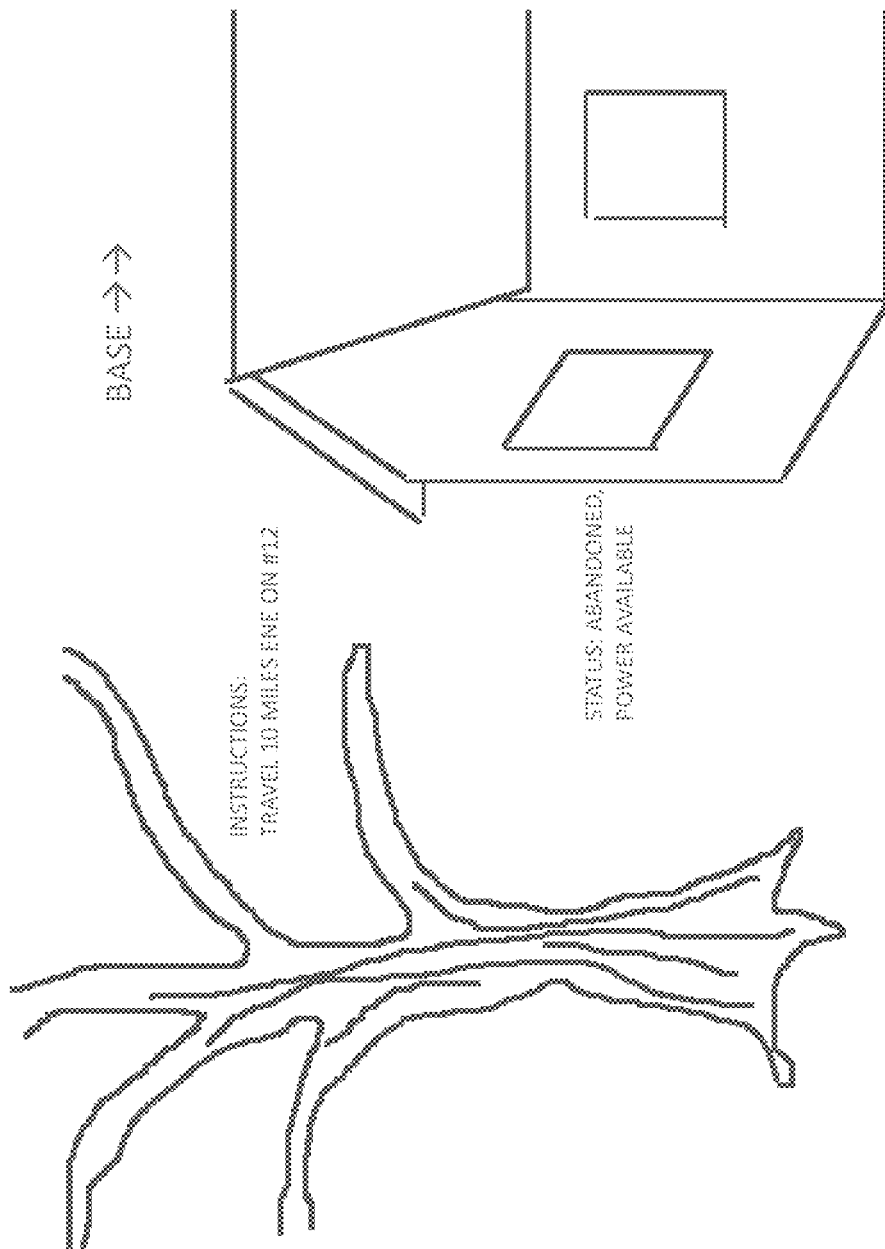 BASE →→
INSTRUCTIONS:
TRAVEL 10 MILES ENE ON #12
STATUS: ABANDONED,
POWER AVAILABLE